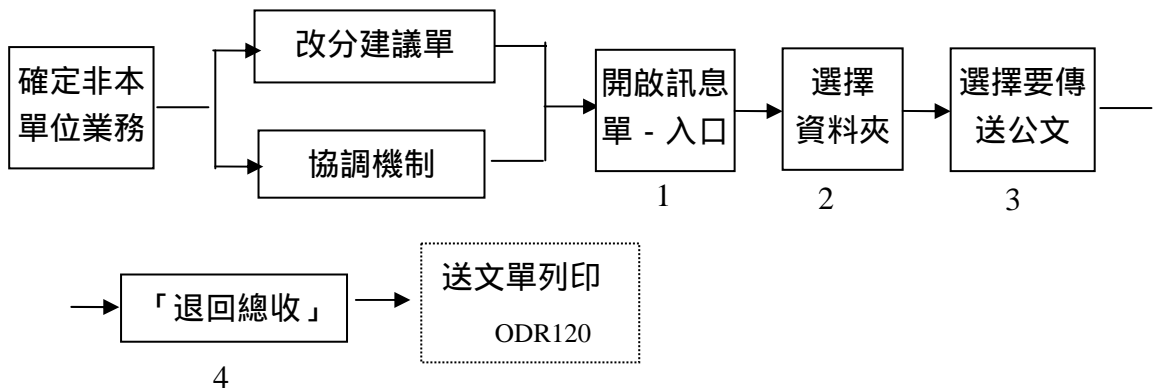 確定非本
單位業務
改分建議單
協調機制
開啟訊息
單 - 入口
1
選擇
資料夾
2
選擇要傳
送公文
3
「退回總收」
4
送文單列印
ODR120